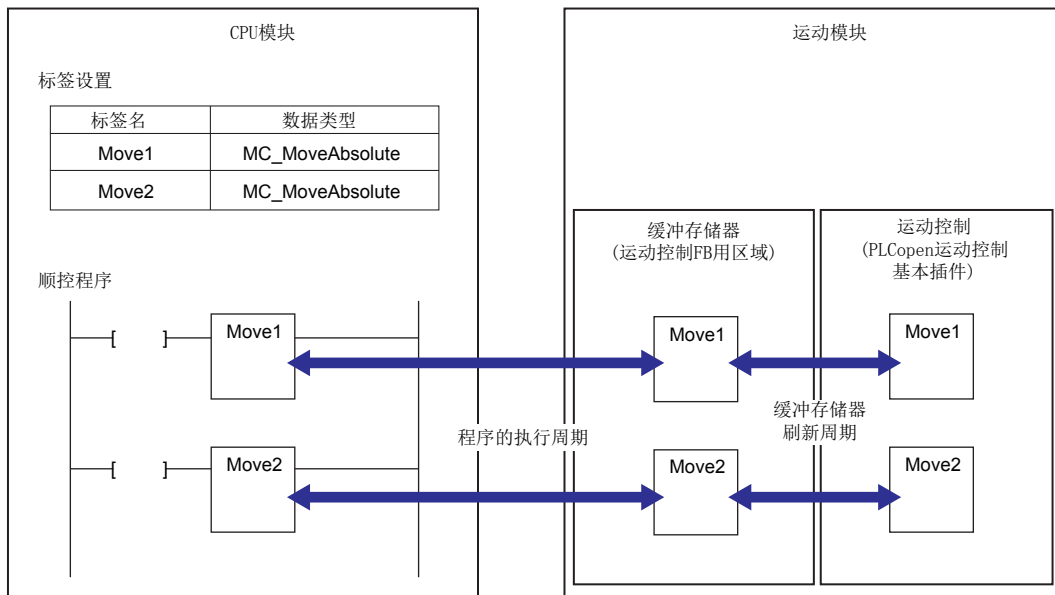 CPU模块
标签设置
标签名 数据类型
Move1 MC_MoveAbsolute
Move2 MC_MoveAbsolute
顺控程序
[ ] Move1
[ ] Move2
程序的执行周期
运动模块
缓冲存储器
(运动控制FB用区域)
Move1
Move2
缓冲存储器
刷新周期
运动控制
(PLCopen运动控制
基本插件)
Move1
Move2